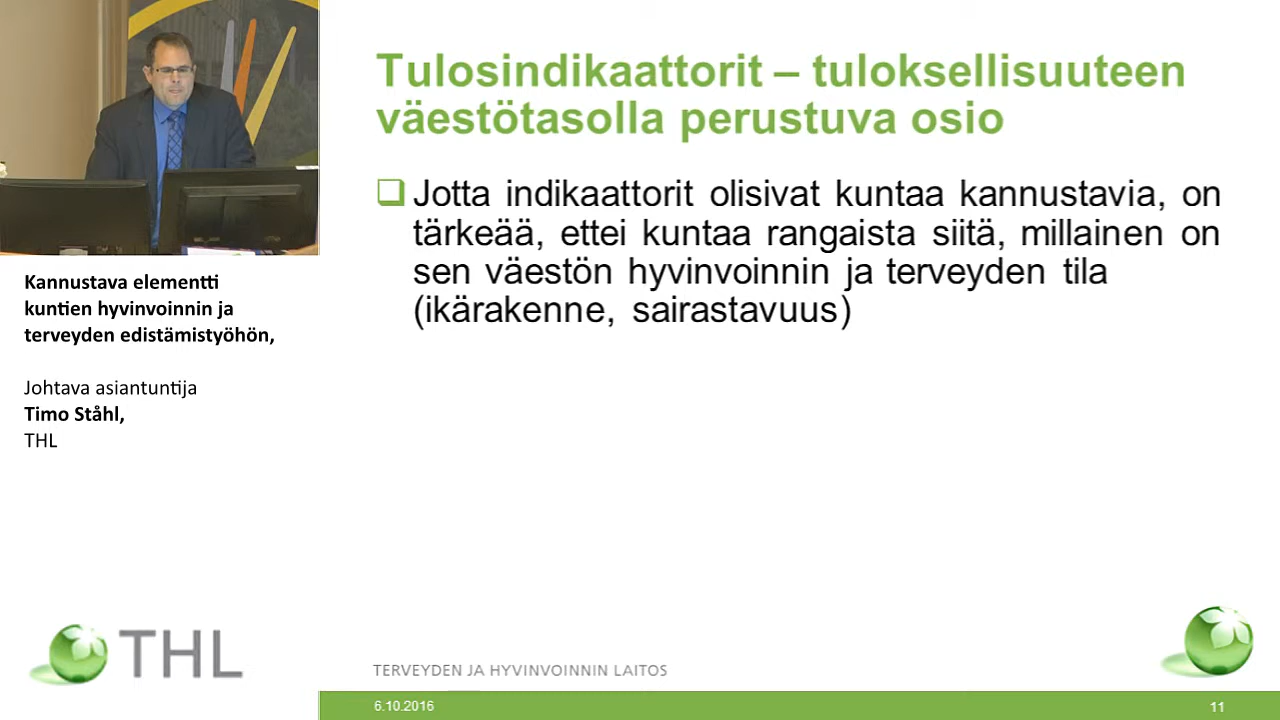 Tulosindikaattorit – tuloksellisuuteen
väestötasolla perustuva osio
Jotta indikaattorit olisivat kuntaa kannustavia, on
tärkeää, ettei kuntaa rangaista siitä, millainen on
sen väestön hyvinvoinnin ja terveyden tila
(ikärakenne, sairastavuus)
Kannustava elementti
kuntien hyvinvoinnin ja
terveyden edistämistyöhön,
Johtava asiantuntija
Timo Ståhl,
THL
THL
TERVEYDEN JA HYVINVOINNIN LAITOS
6.10.2016
11